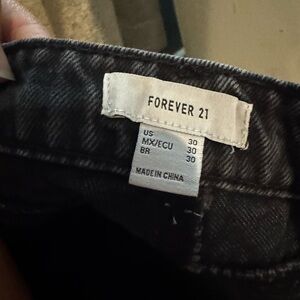 FOREVER 21
US 30
MX/ECU 30
BR 30
MADE IN CHINA